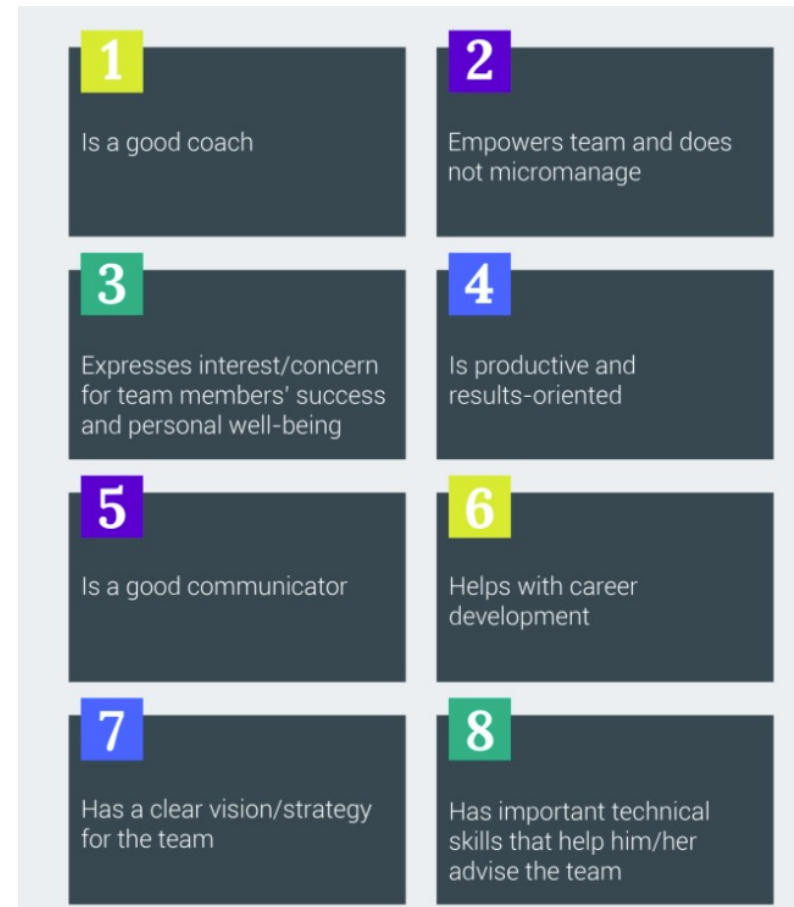 1
Is a good coach
2
Empowers team and does
not micromanage
3
Expresses interest/concern
for team members' success
and personal well-being
4
Is productive and
results-oriented
5
Is a good communicator
6
Helps with career
development
7
Has a clear vision/strategy
for the team
8
Has important technical
skills that help him/her
advise the team